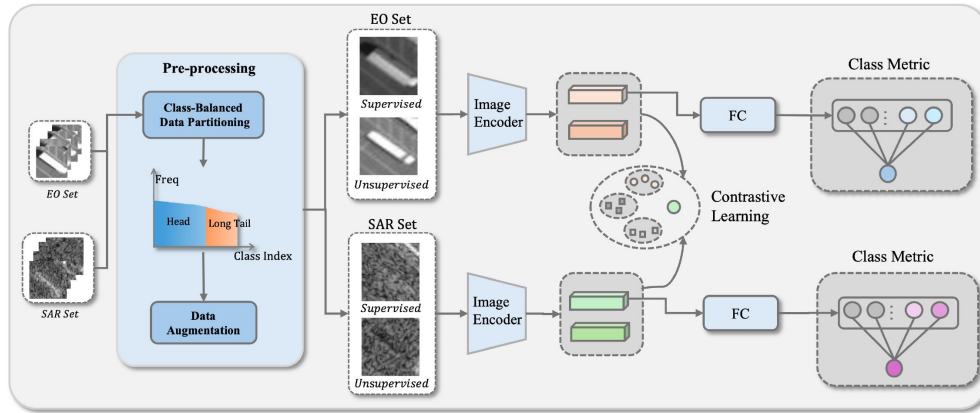 Pre-processing
Class-Balanced
Data Partitioning
Freq
Head
Long Tail
Class Index
Data
Augmentation
EO Set
SAR Set
EO Set
Supervised
Unsupervised
SAR Set
Supervised
Unsupervised
Image
Encoder
Image
Encoder
Contrastive
Learning
FC
FC
Class Metric
Class Metric